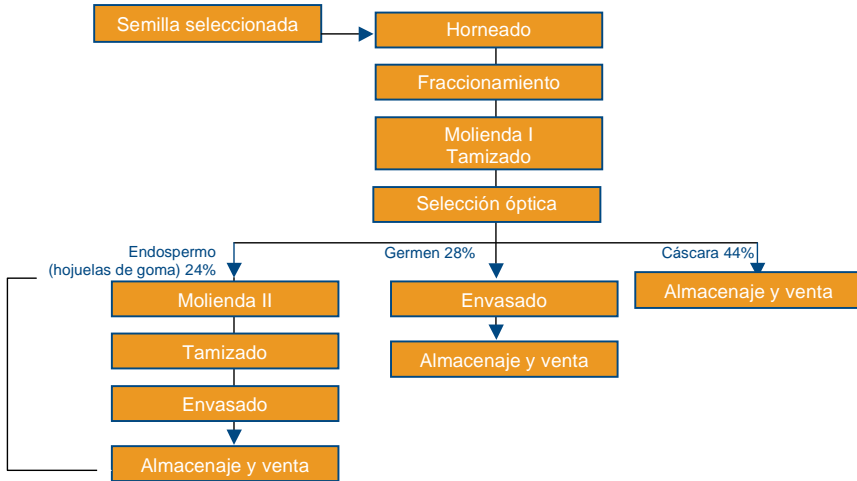 Semilla seleccionada
Horneado
Fraccionamiento
Molienda I
Tamizado
Selección óptica
Endospermo
(hojuelas de goma) 24%
Germen 28%
Cáscara 44%
Molienda II
Envasado
Almacenaje y venta
Tamizado
Almacenaje y venta
Envasado
Almacenaje y venta